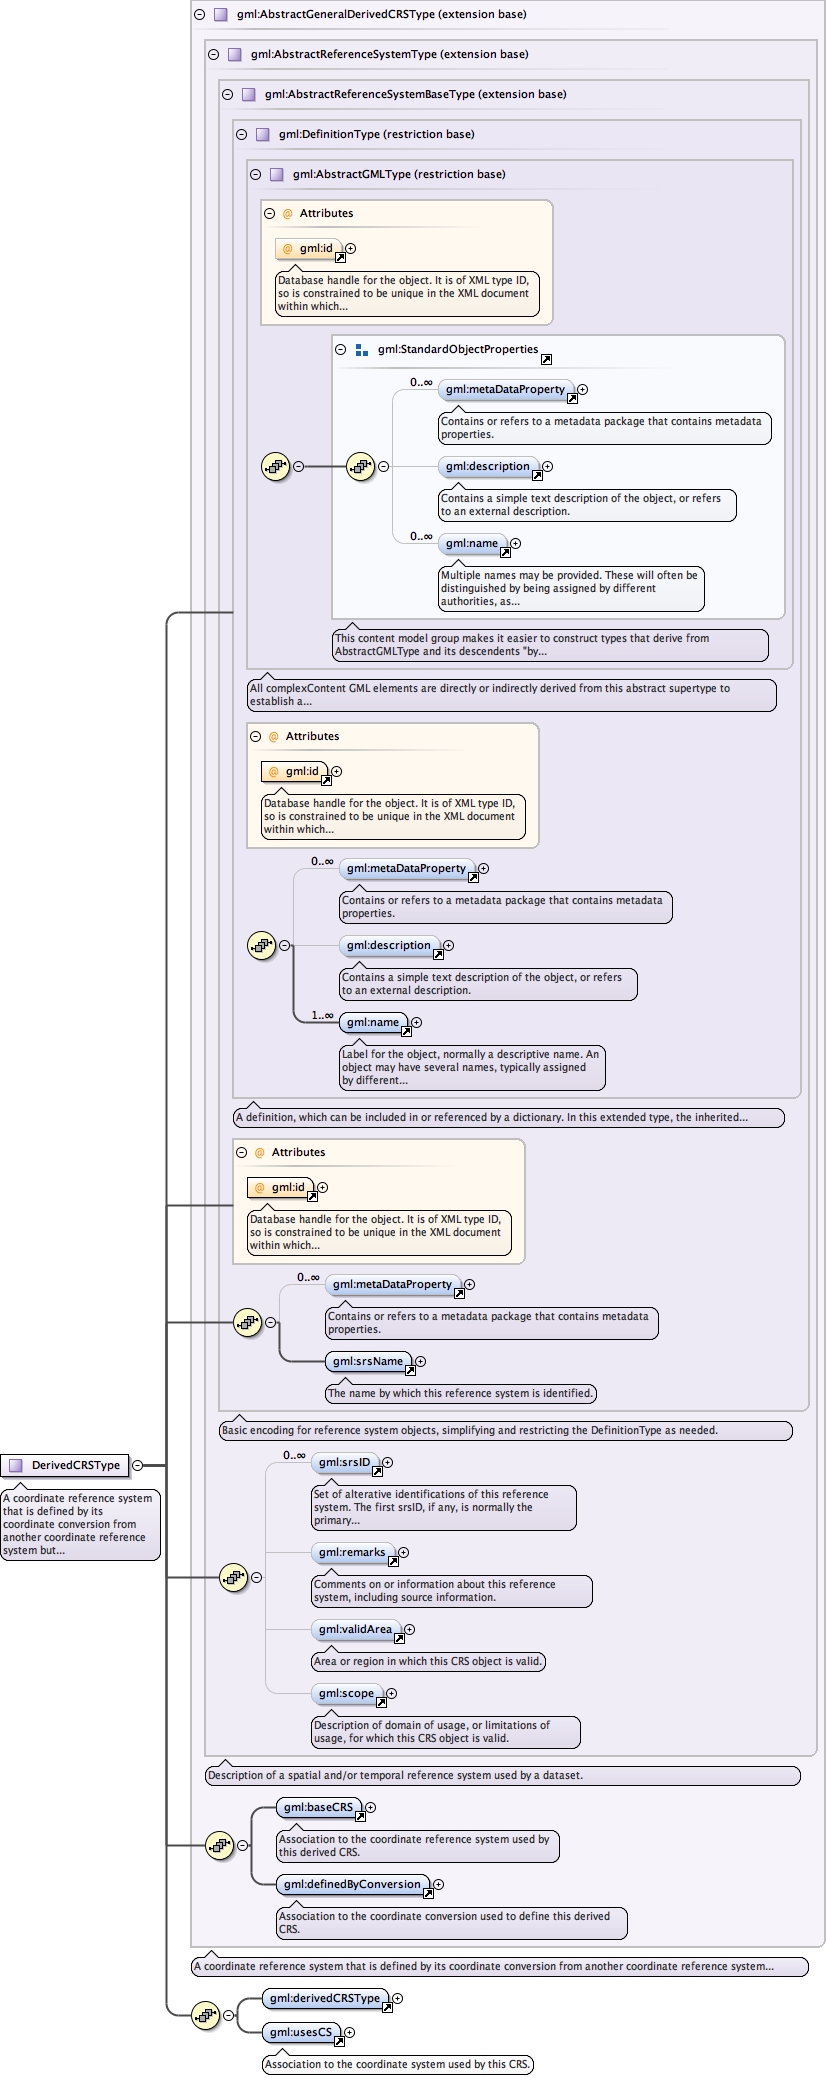 gml:AbstractGeneralDerivedCRSType (extension base)
gml:AbstractReferenceSystemType (extension base)
gml:AbstractReferenceSystemBaseType (extension base)
gml:DefinitionType (restriction base)
gml:AbstractGMLType (restriction base)
@ Attributes
@ gml:id
Database handle for the object. It is of XML type ID,
so is constrained to be unique in the XML document
within which...
gml:StandardObjectProperties
0..∞
gml:metaDataProperty
Contains or refers to a metadata package that contains metadata
properties.
gml:description
Contains a simple text description of the object, or refers
to an external description.
0..∞
gml:name
Multiple names may be provided. These will often be
distinguished by being assigned by different
authorities, as...
This content model group makes it easier to construct types that derive from
AbstractGMLType and its descendents "by...
All complexContent GML elements are directly or indirectly derived from this abstract supertype to
establish a...
@ Attributes
@ gml:id
Database handle for the object. It is of XML type ID,
so is constrained to be unique in the XML document
within which...
0..∞
gml:metaDataProperty
Contains or refers to a metadata package that contains metadata
properties.
gml:description
Contains a simple text description of the object, or refers
to an external description.
1..∞
gml:name
Label for the object, normally a descriptive name. An
object may have several names, typically assigned
by different...
A definition, which can be included in or referenced by a dictionary. In this extended type, the inherited...
@ Attributes
@ gml:id
Database handle for the object. It is of XML type ID,
so is constrained to be unique in the XML document
within which...
0..∞
gml:metaDataProperty
Contains or refers to a metadata package that contains metadata
properties.
gml:srsName
The name by which this reference system is identified.
Basic encoding for reference system objects, simplifying and restricting the DefinitionType as needed.
DerivedCRSType
A coordinate reference system
that is defined by its
coordinate conversion from
another coordinate reference
system but...
0..∞
gml:srsID
Set of alterative identifications of this reference
system. The first srsID, if any, is normally the
primary...
gml:remarks
Comments on or information about this reference
system, including source information.
gml:validArea
Area or region in which this CRS object is valid.
gml:scope
Description of domain of usage, or limitations of
usage, for which this CRS object is valid.
Description of a spatial and/or temporal reference system used by a dataset.
gml:baseCRS
Association to the coordinate reference system used by
this derived CRS.
gml:definedByConversion
Association to the coordinate conversion used to define this derived
CRS.
A coordinate reference system that is defined by its coordinate conversion from another coordinate reference system...
gml:derivedCRSType
gml:usesCS
Association to the coordinate system used by this CRS.